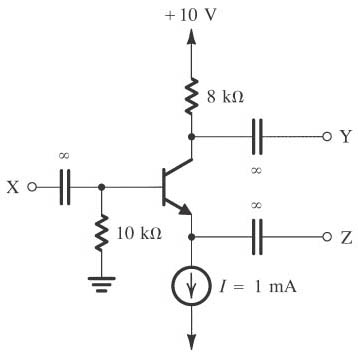 +10 V
8 kΩ
Y
∞
∞
X
∞
10 kΩ
Z
I = 1 mA